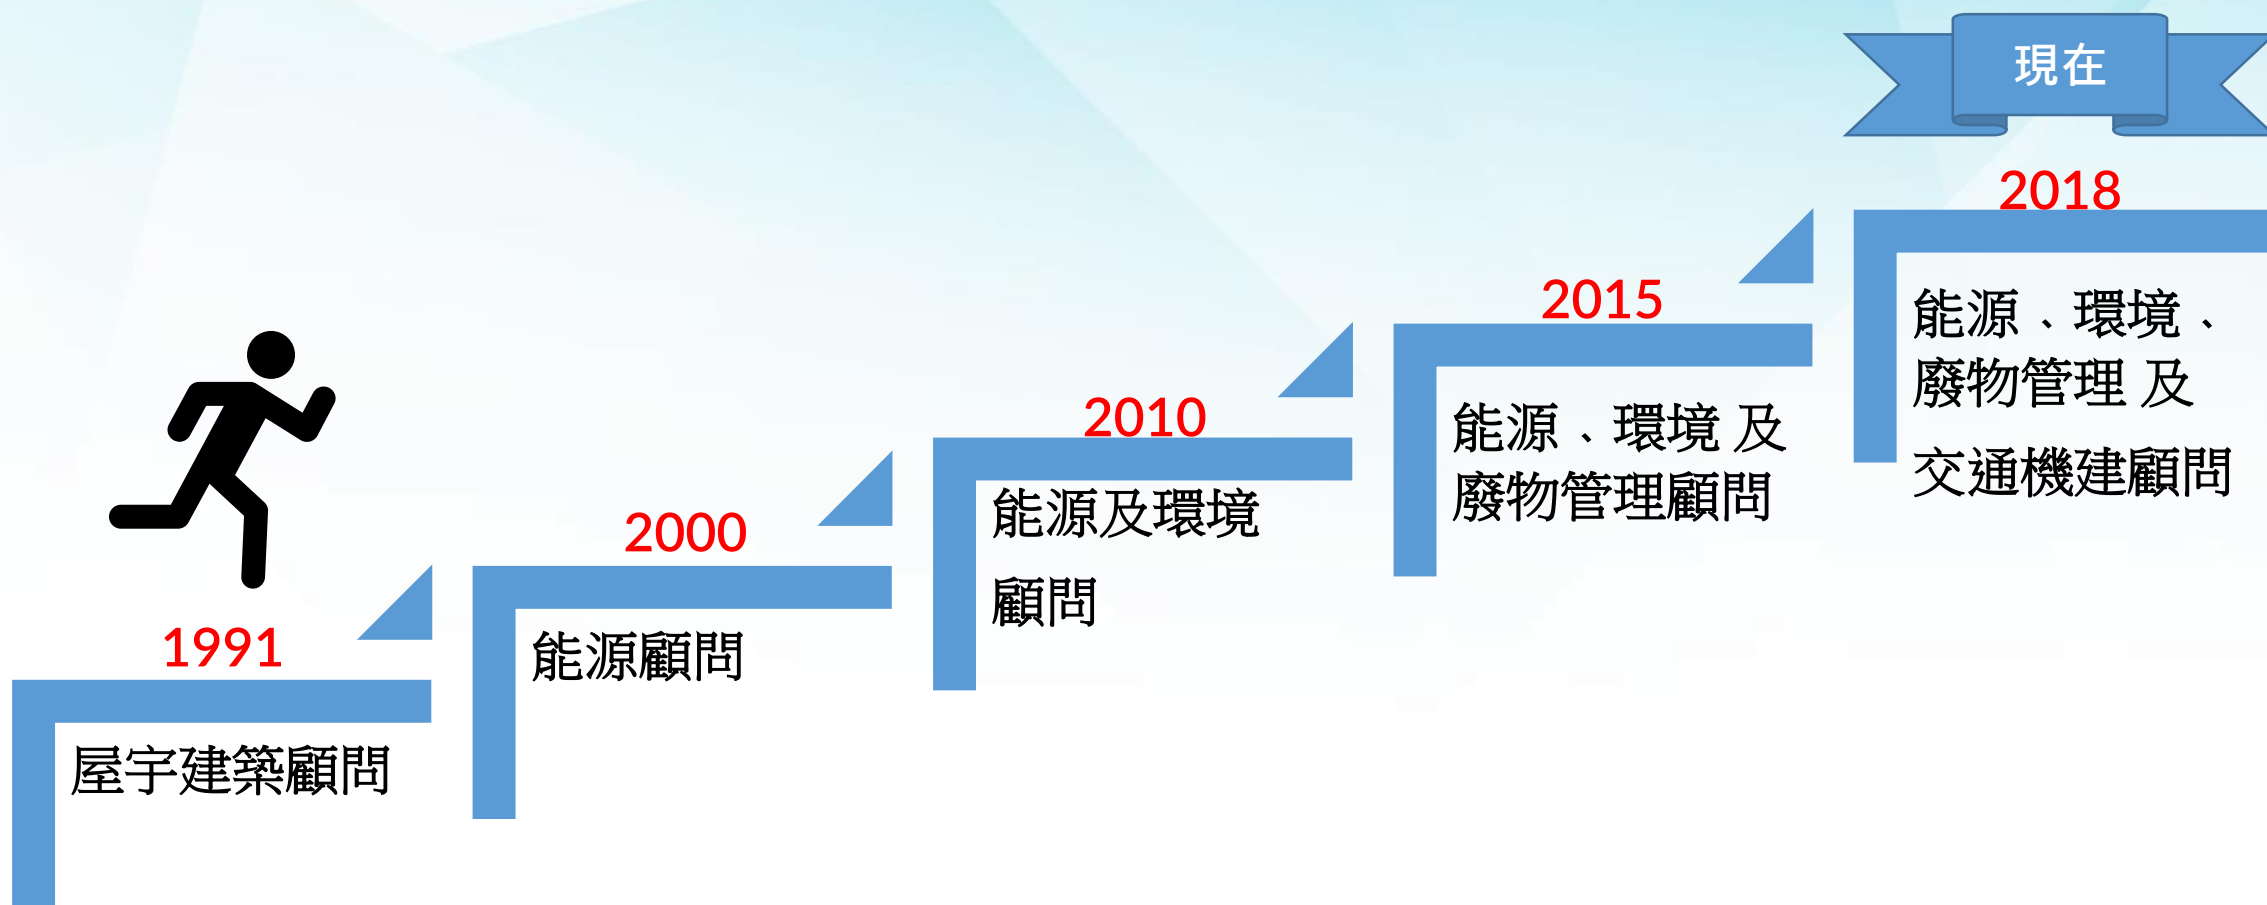 1991
屋宇建築顧問
2000
能源顧問
2010
能源及環境
顧問
2015
能源、環境 及
廢物管理顧問
現在
2018
能源、環境、
廢物管理 及
交通機建顧問